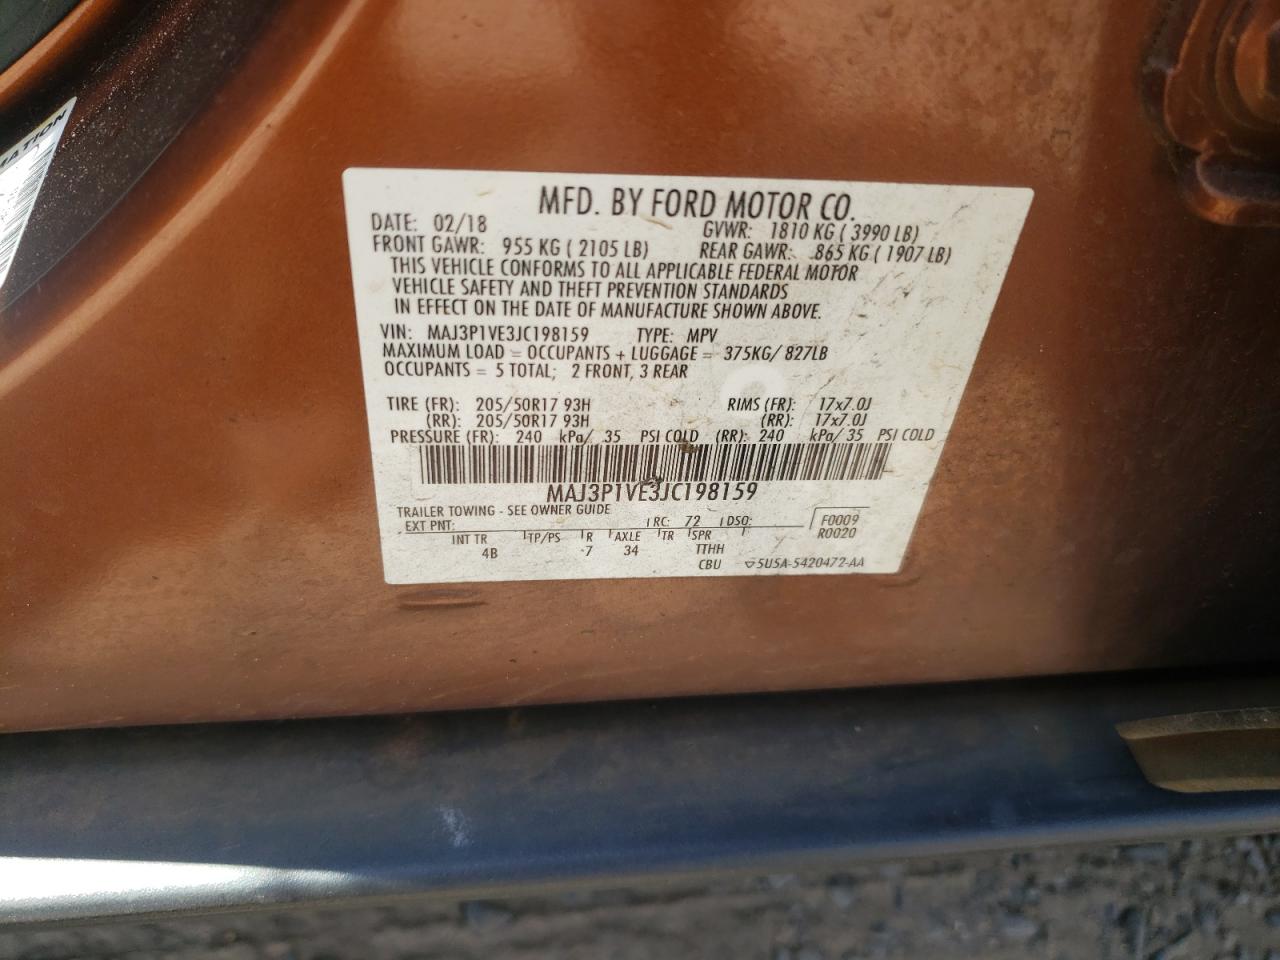 MATION
MFD. BY FORD MOTOR CO.
DATE: 02/18 GVWR: 1810 KG ( 3990 LB)
FRONT GAWR: 955 KG ( 2105 LB) REAR GAWR: 865 KG ( 1907 LB)
THIS VEHICLE CONFORMS TO ALL APPLICABLE FEDERAL MOTOR
VEHICLE SAFETY AND THEFT PREVENTION STANDARDS
IN EFFECT ON THE DATE OF MANUFACTURE SHOWN ABOVE.
VIN: MAJ3P1VE3JC198159 TYPE: MPV
MAXIMUM LOAD = OCCUPANTS + LUGGAGE = 375KG/ 827LB
OCCUPANTS = 5 TOTAL; 2 FRONT, 3 REAR
TIRE (FR): 205/50R17 93H RIMS (FR): 17x7.0J
(RR): 205/50R17 93H (RR): 17x7.0J
PRESSURE (FR): 240 kPa/ 35 PSI COLD (RR): 240 kPa/ 35 PSI COLD
MAJ3P1VE3JC198159
TRAILER TOWING - SEE OWNER GUIDE
EXT PNT: RC: 72 DSO: F0009
R0020
INT TR TP/PS R AXLE TR SPR
4B 7 34 TTHH
CBU 5U5A-5420472-AA